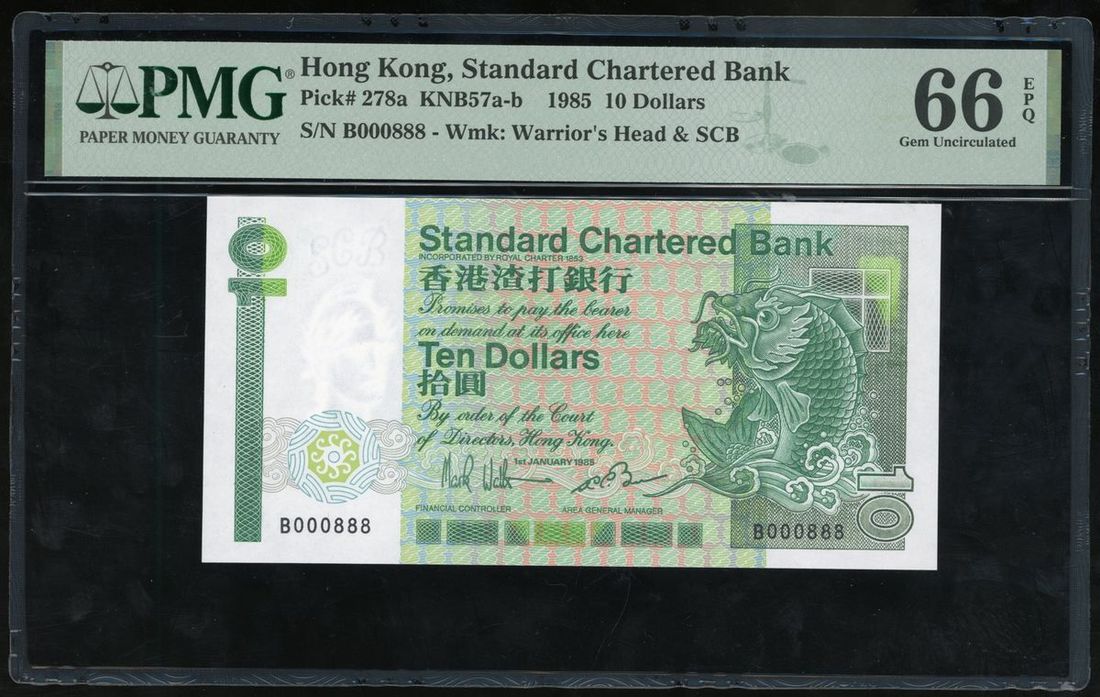 PMG®
PAPER MONEY GUARANTY
Hong Kong, Standard Chartered Bank
Pick# 278a KNB57a-b 1985 10 Dollars
S/N B000888 - Wmk: Warrior's Head & SCB
66
EPQ
Gem Uncirculated
10
SCB
Standard Chartered Bank
INCORPORATED BY ROYAL CHARTER 1853
香港渣打銀行
Promises to pay the bearer
on demand at its office here
Ten Dollars
拾圓
By order of the Court
of Directors, Hong Kong.
1st JANUARY 1985
FINANCIAL CONTROLLER
AREA GENERAL MANAGER
B000888
B000888
10